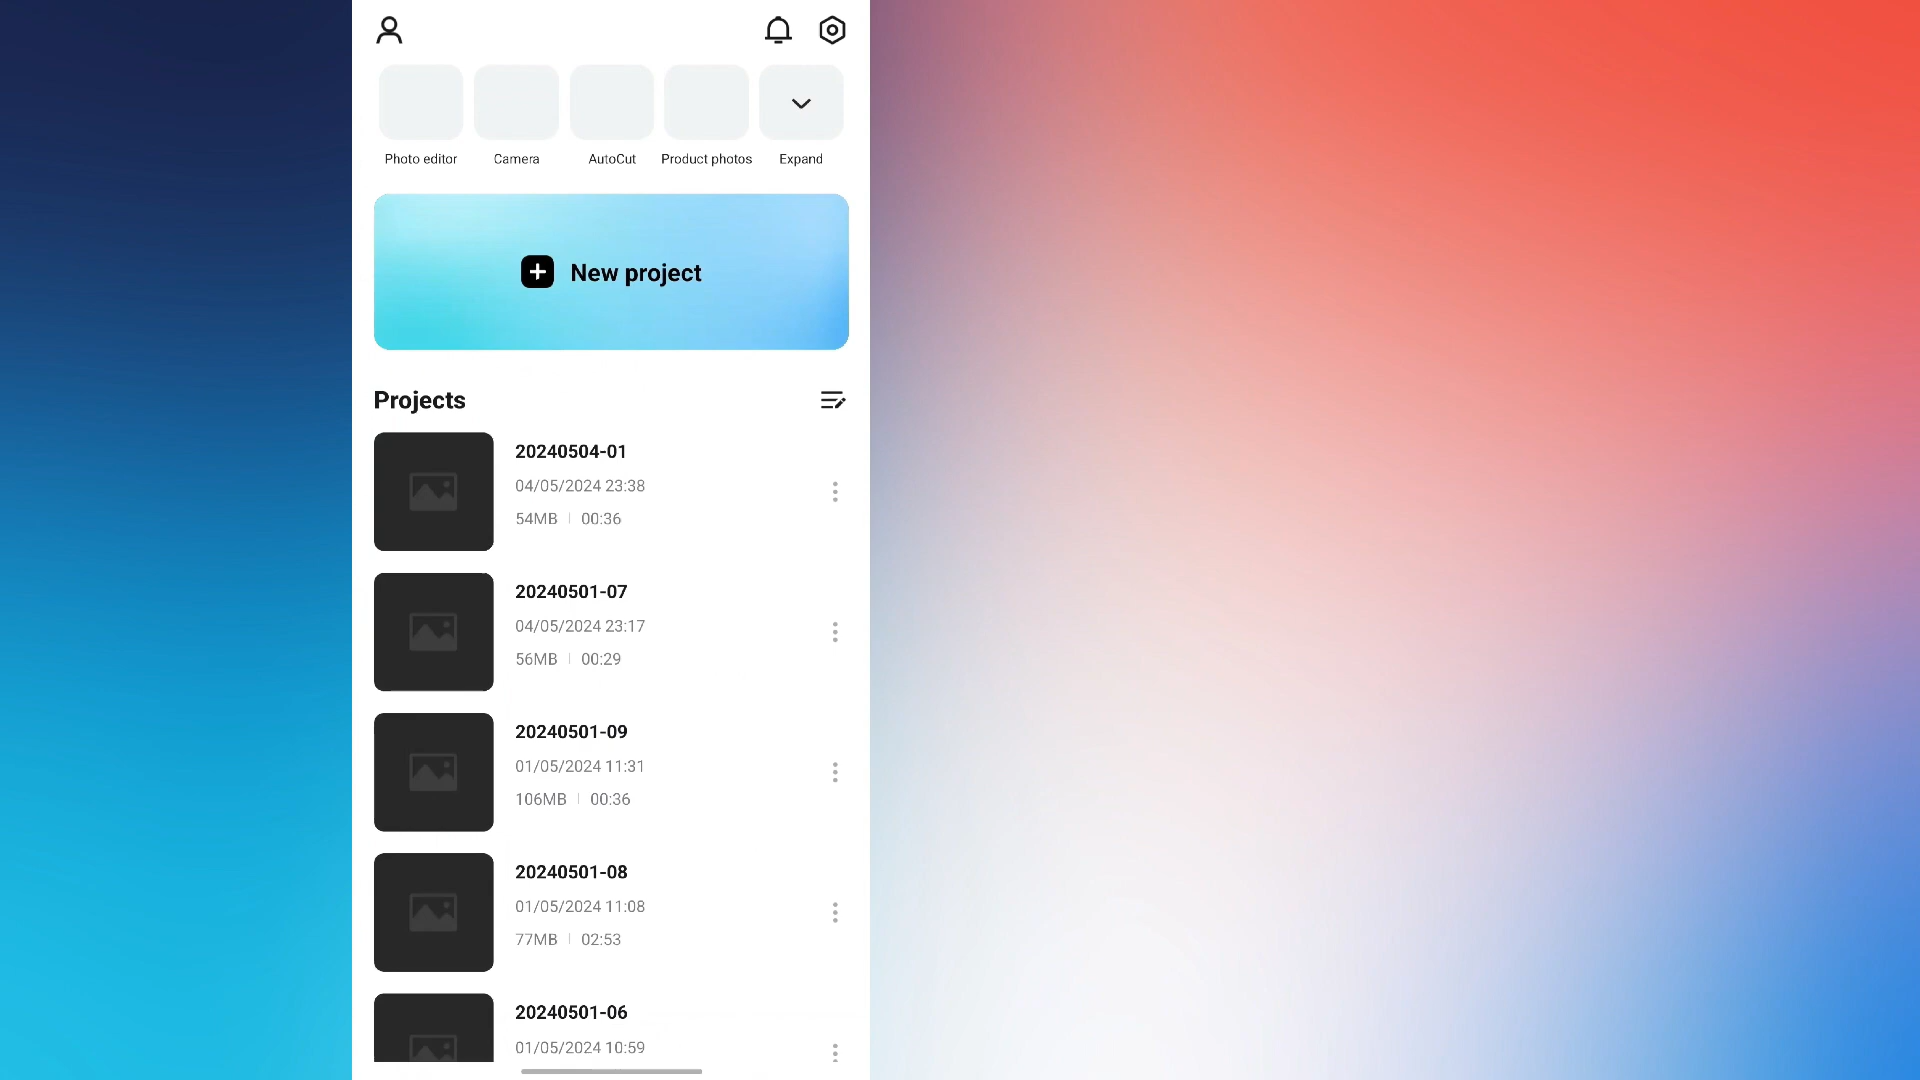 Photo editor
Camera
AutoCut
Product photos
Expand
New project
Projects
20240504-01
04/05/2024 23:38
54MB
00:36
20240501-07
04/05/2024 23:17
56MB
00:29
20240501-09
01/05/2024 11:31
106MB
00:36
20240501-08
01/05/2024 11:08
77MB
02:53
20240501-06
01/05/2024 10:59